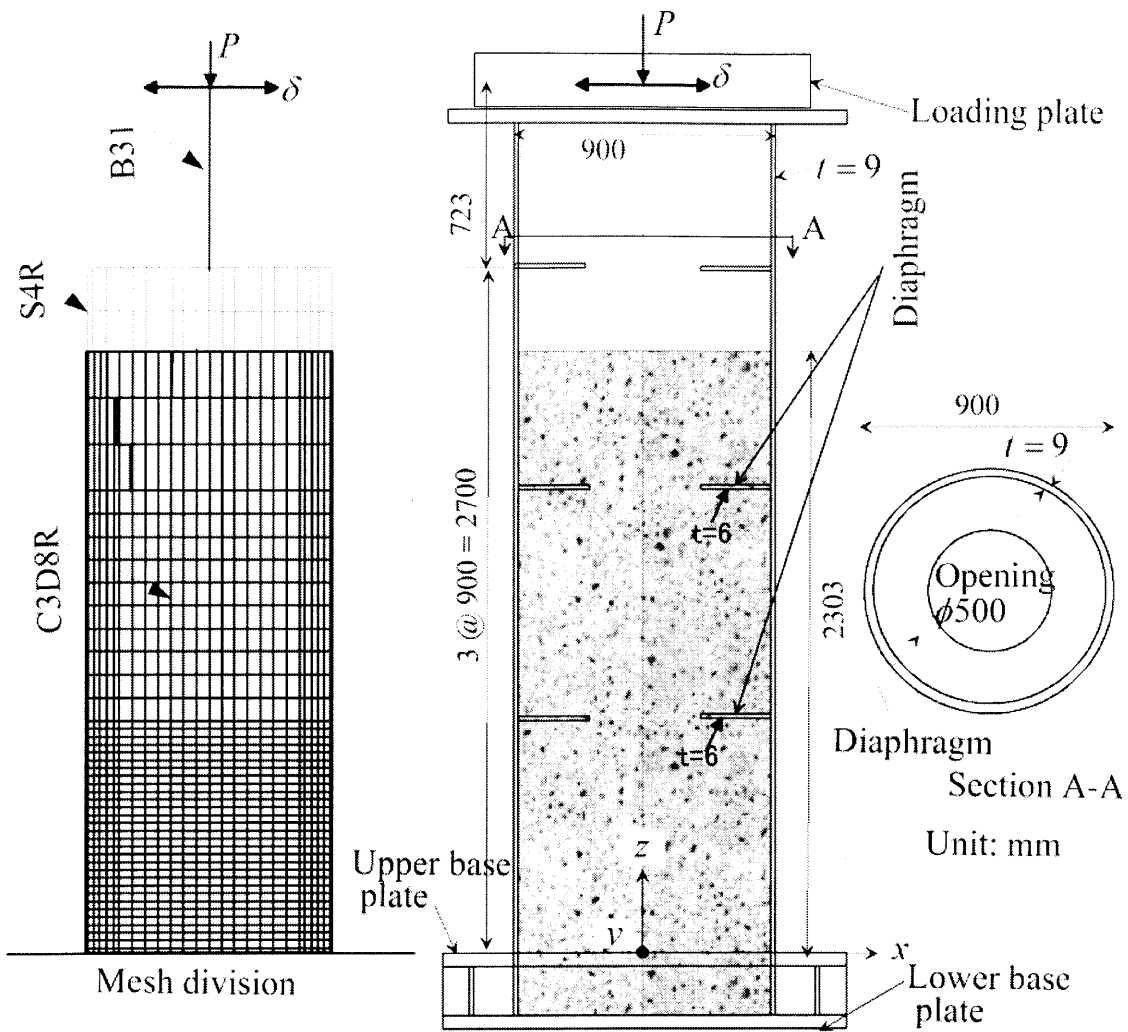 P
δ
B31
S4R
C3D8R
Mesh division
P
δ
Loading plate
900
t = 9
723
A
A
Diaphragm
3 @ 900 = 2700
t=6
t=6
2303
z
y
x
Upper base
plate
Lower base
plate
900
t = 9
Opening
ϕ500
Diaphragm
Section A-A
Unit: mm